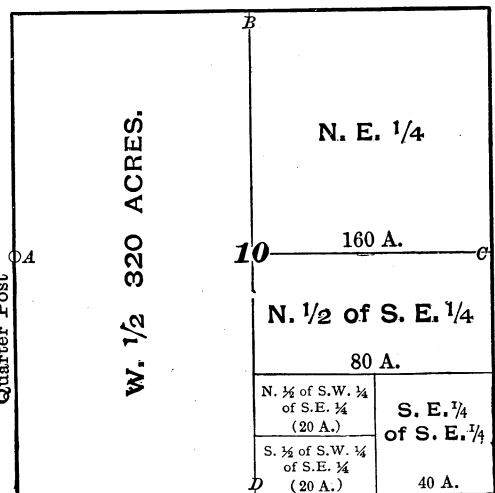 B
N. E. 1/4
W. 1/2 320 ACRES.
160 A.
A
10
C
Quarter Post
N. 1/2 of S. E. 1/4
80 A.
N. ½ of S.W. ¼
of S.E. ¼
(20 A.)
S. E. 1/4
of S. E. 1/4
40 A.
S. ½ of S.W. ¼
of S.E. ¼
(20 A.)
D